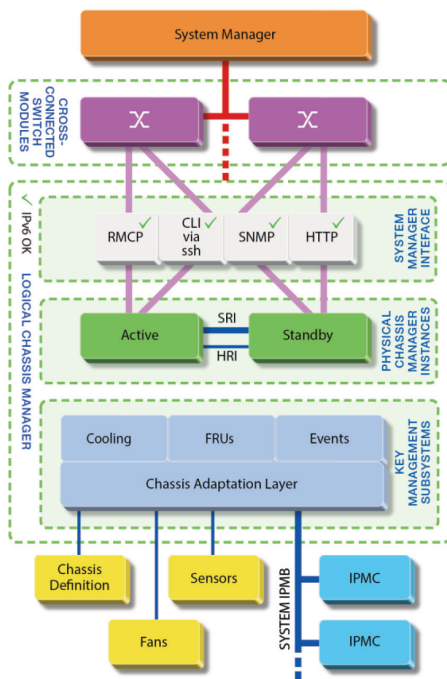 System Manager
CROSS-
CONNECTED
SWITCH
MODULES
IPv6 OK
LOGICAL CHASSIS MANAGER
RMCP
CLI
via
ssh
SNMP
HTTP
SYSTEM
MANAGER
INTEFACE
Active
SRI
HRI
Standby
PHYSICAL
CHASSIS
MANAGER
INSTANCES
Cooling
FRUs
Events
Chassis Adaptation Layer
KEY
MANAGEMENT
SUBSYSTEMS
Chassis
Definition
Sensors
Fans
SYSTEM IPMB
IPMC
IPMC